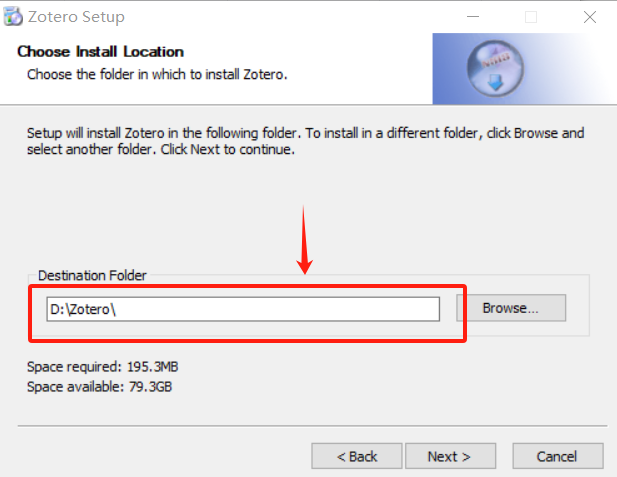 Zotero Setup
Choose Install Location
Choose the folder in which to install Zotero.
Setup will install Zotero in the following folder. To install in a different folder, click Browse and
select another folder. Click Next to continue.
Destination Folder
D:\Zotero\
Browse...
Space required: 195.3MB
Space available: 79.3GB
< Back
Next >
Cancel